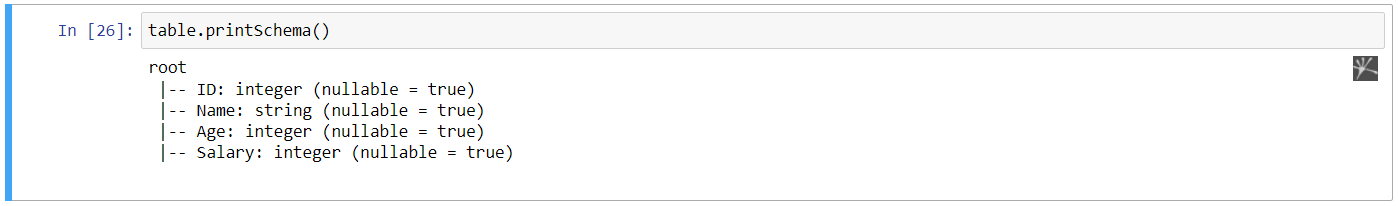 In [26]: table.printSchema()
root
|-- ID: integer (nullable = true)
|-- Name: string (nullable = true)
|-- Age: integer (nullable = true)
|-- Salary: integer (nullable = true)